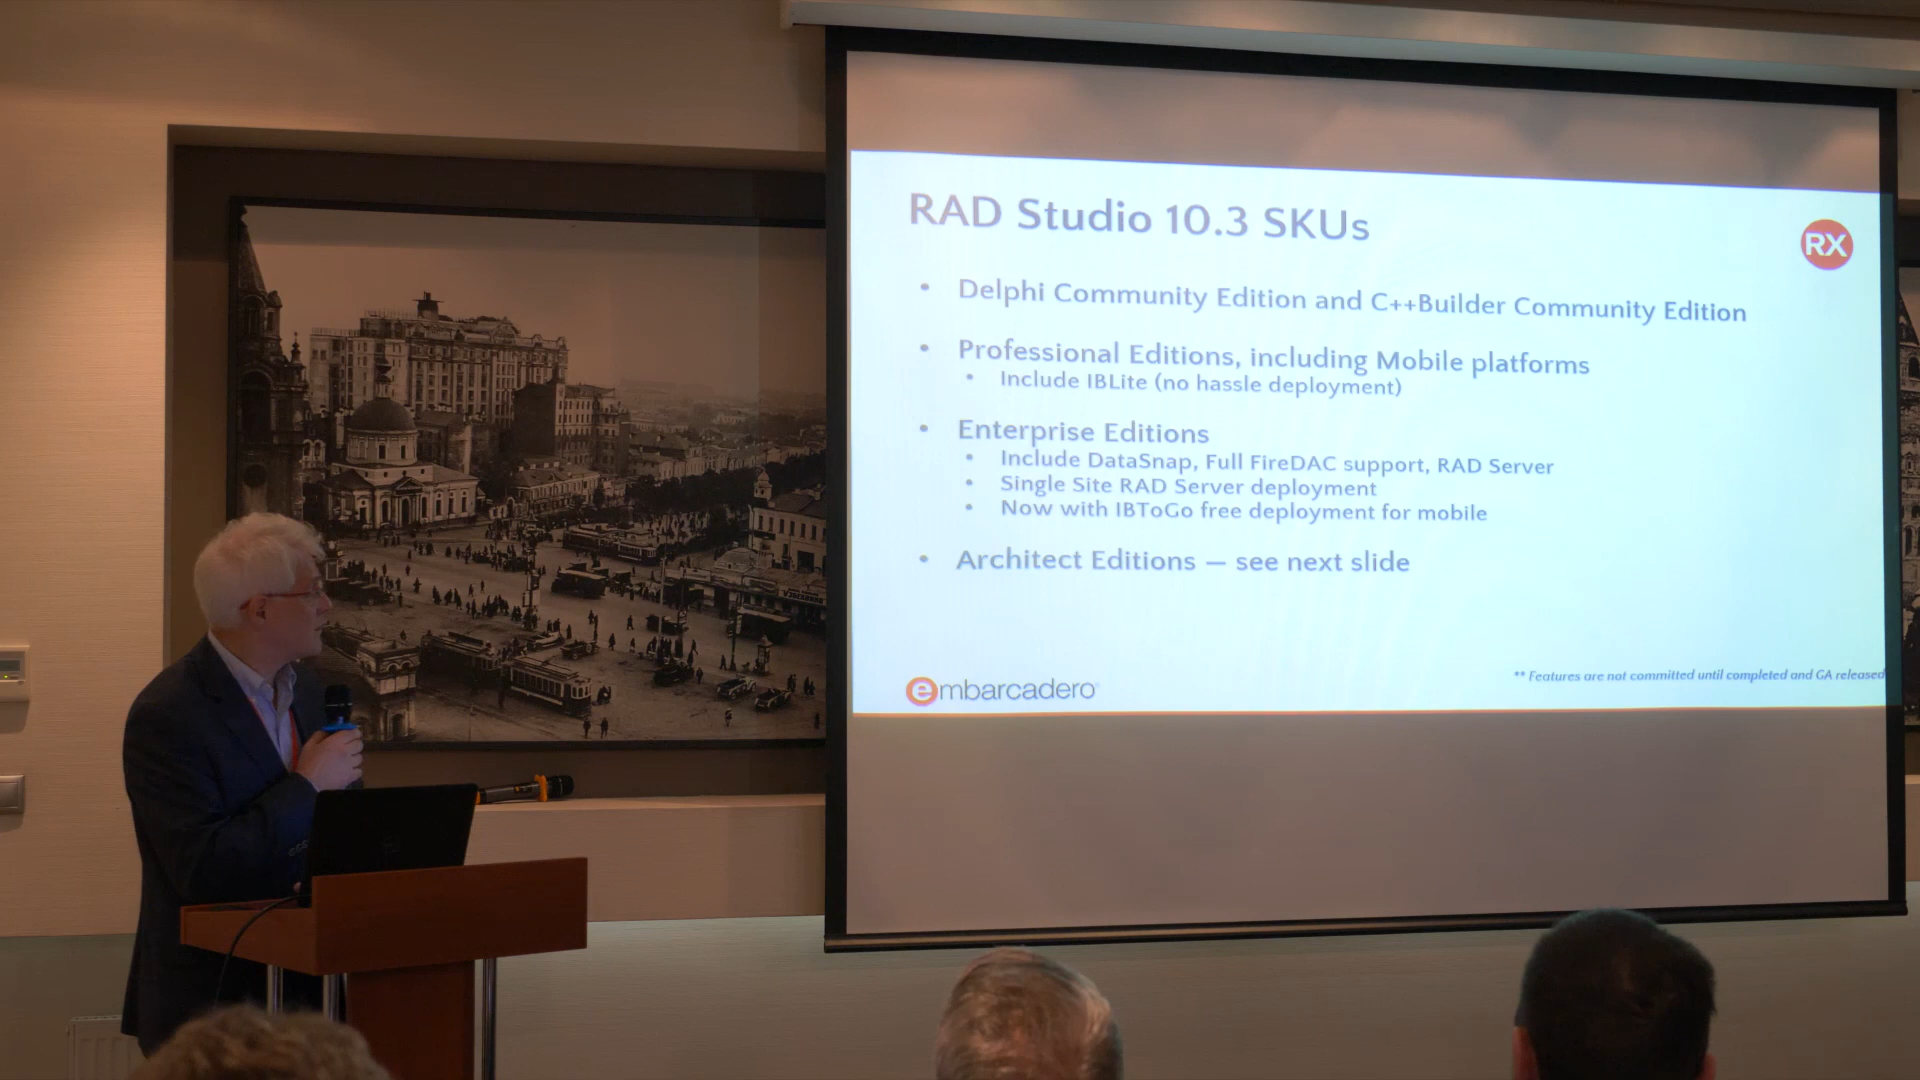 RAD Studio 10.3 SKUs
RX
• Delphi Community Edition and C++Builder Community Edition
• Professional Editions, including Mobile platforms
• Include IBLite (no hassle deployment)
• Enterprise Editions
• Include DataSnap, Full FireDAC support, RAD Server
• Single Site RAD Server deployment
• Now with IBToGo free deployment for mobile
• Architect Editions — see next slide
** Features are not committed until completed and GA released
embarcadero